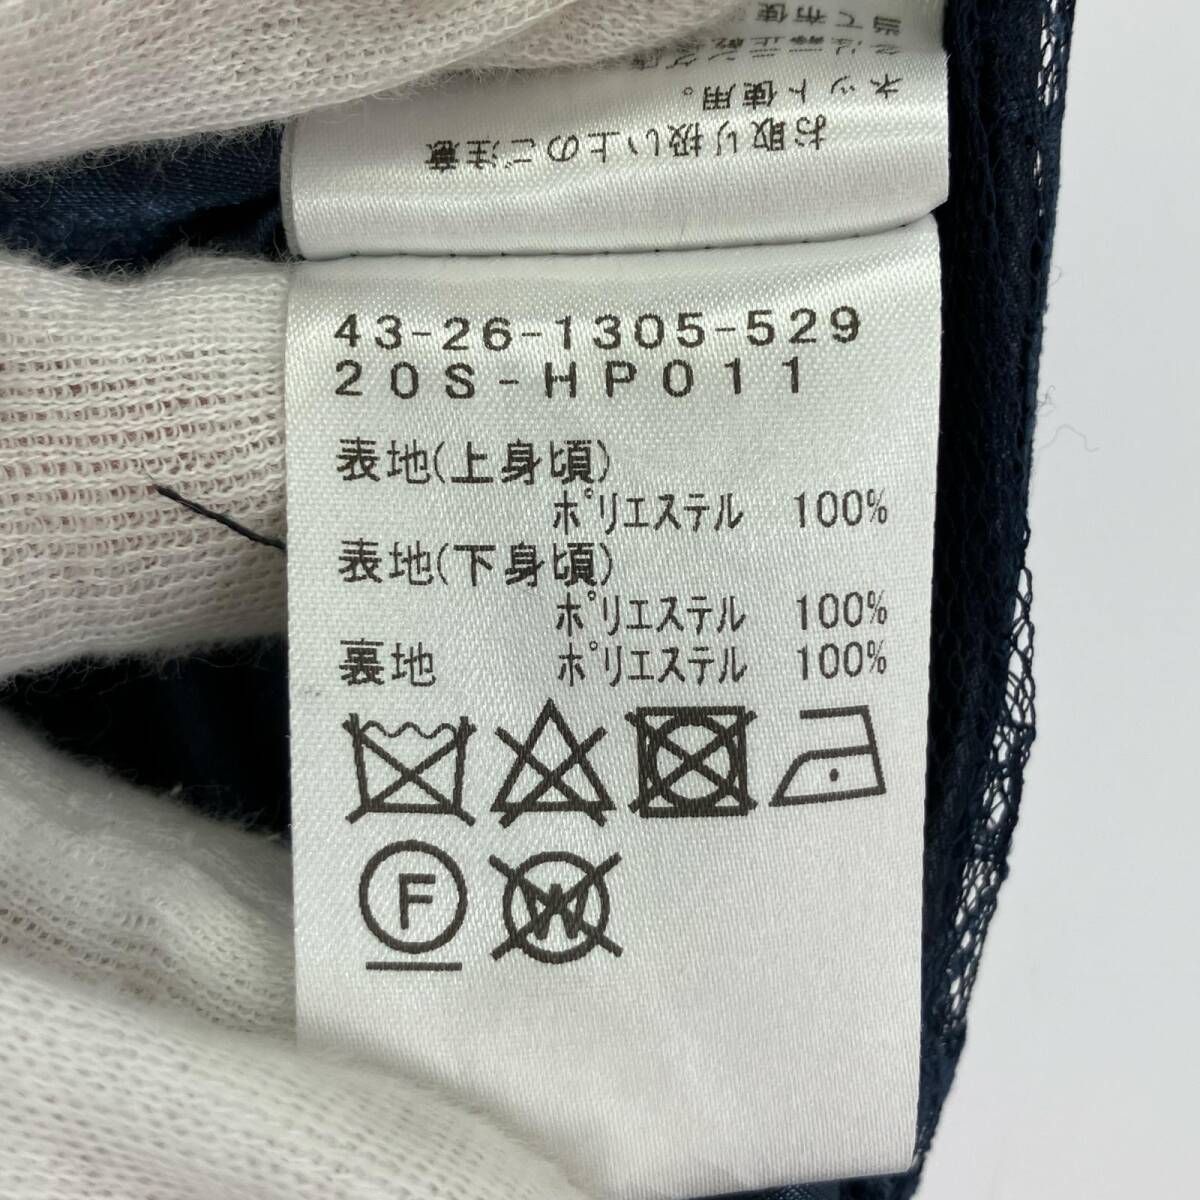 お取り扱い上のご注意
ネット使用。
43-26-1305-529
20S-HP011
表地(上身頃)
ポリエステル 100%
表地(下身頃)
ポリエステル 100%
裏地 ポリエステル 100%
F
W